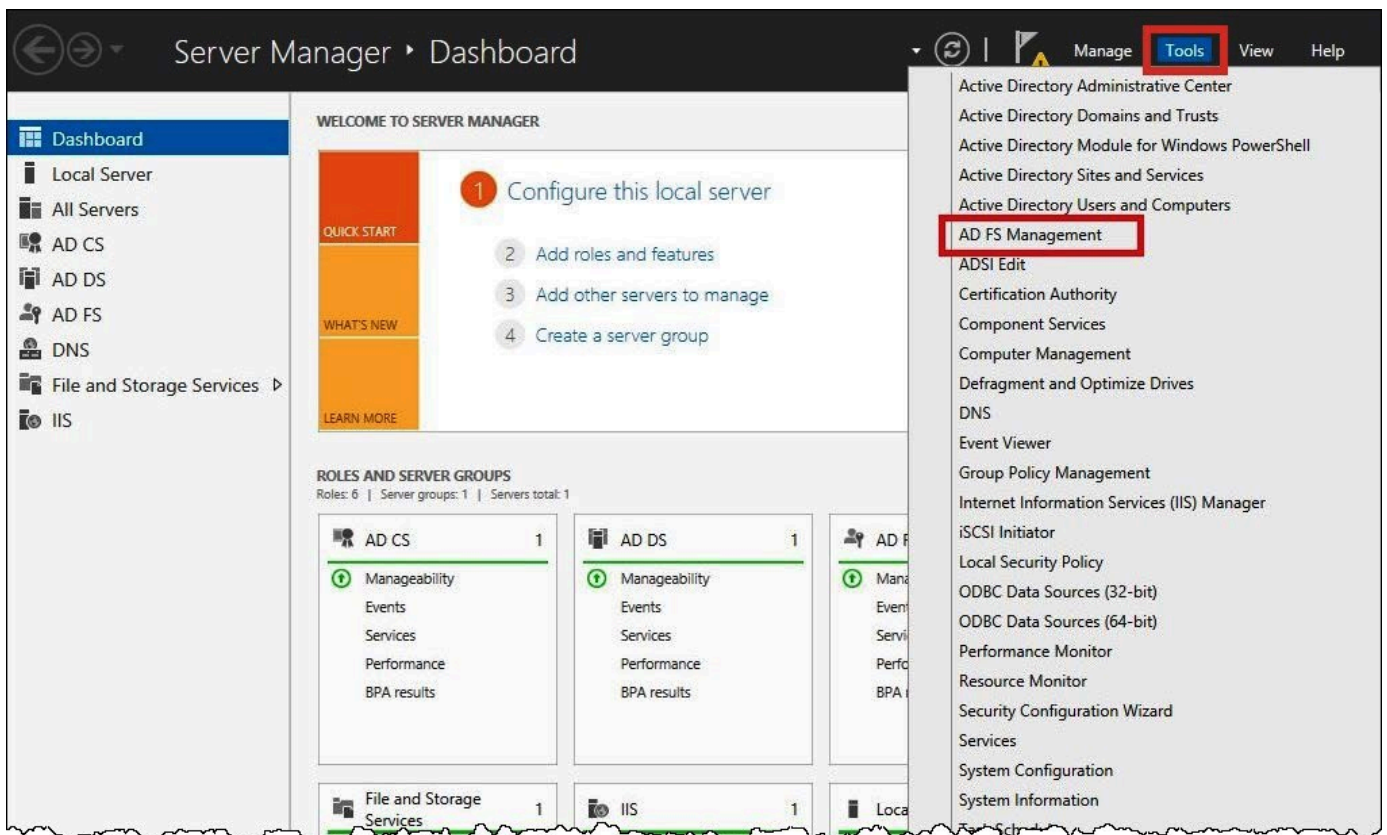 Server Manager ‣ Dashboard
Manage Tools View Help
Dashboard
Local Server
All Servers
AD CS
AD DS
AD FS
DNS
File and Storage Services
IIS
WELCOME TO SERVER MANAGER
QUICK START
WHAT'S NEW
LEARN MORE
1 Configure this local server
2 Add roles and features
3 Add other servers to manage
4 Create a server group
ROLES AND SERVER GROUPS
Roles: 6 | Server groups: 1 | Servers total: 1
AD CS 1
Manageability
Events
Services
Performance
BPA results
AD DS 1
Manageability
Events
Services
Performance
BPA results
AD F
Mana
Event
Servi
Perfo
BPA
File and Storage
Services 1
IIS 1
Loca
Active Directory Administrative Center
Active Directory Domains and Trusts
Active Directory Module for Windows PowerShell
Active Directory Sites and Services
Active Directory Users and Computers
AD FS Management
ADSI Edit
Certification Authority
Component Services
Computer Management
Defragment and Optimize Drives
DNS
Event Viewer
Group Policy Management
Internet Information Services (IIS) Manager
iSCSI Initiator
Local Security Policy
ODBC Data Sources (32-bit)
ODBC Data Sources (64-bit)
Performance Monitor
Resource Monitor
Security Configuration Wizard
Services
System Configuration
System Information